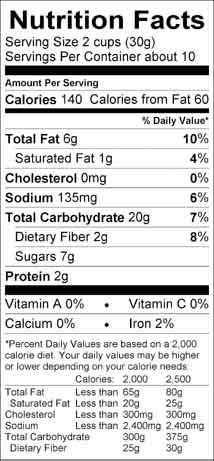 Nutrition Facts
Serving Size 2 cups (30g)
Servings Per Container about 10
Amount Per Serving
Calories 140 Calories from Fat 60
% Daily Value*
Total Fat 6g 10%
Saturated Fat 1g 4%
Cholesterol 0mg 0%
Sodium 135mg 6%
Total Carbohydrate 20g 7%
Dietary Fiber 2g 8%
Sugars 7g
Protein 2g
Vitamin A 0% • Vitamin C 0%
Calcium 0% • Iron 2%
*Percent Daily Values are based on a 2,000
calorie diet. Your daily values may be higher
or lower depending on your calorie needs:
Calories: 2,000 2,500
Total Fat Less than 65g 80g
Saturated Fat Less than 20g 25g
Cholesterol Less than 300mg 300mg
Sodium Less than 2,400mg 2,400mg
Total Carbohydrate 300g 375g
Dietary Fiber 25g 30g